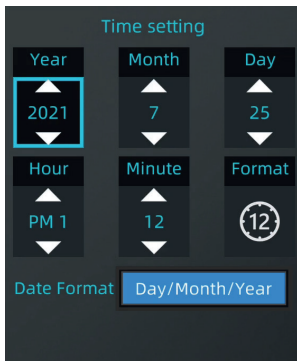 Time setting
Year Month Day
2021 7 25
Hour Minute Format
PM 1 12 12
Date Format Day/Month/Year